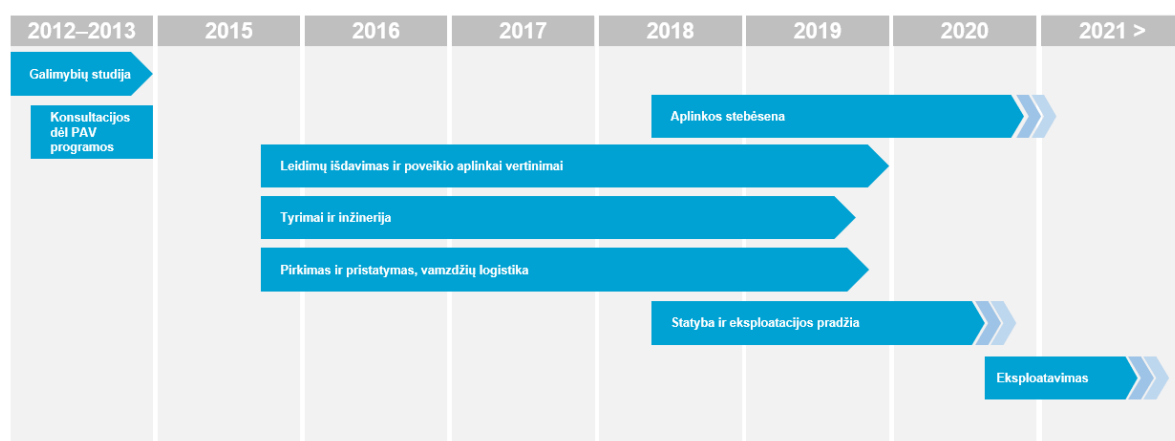 2012–2013 2015 2016 2017 2018 2019 2020 2021 >
Galimybių studija
Konsultacijos
dėl PAV
programos
Aplinkos stebėsena
Leidimų išdavimas ir poveikio aplinkai vertinimai
Tyrimai ir inžinerija
Pirkimas ir pristatymas, vamzdžių logistika
Statyba ir eksploatacijos pradžia
Eksploatavimas